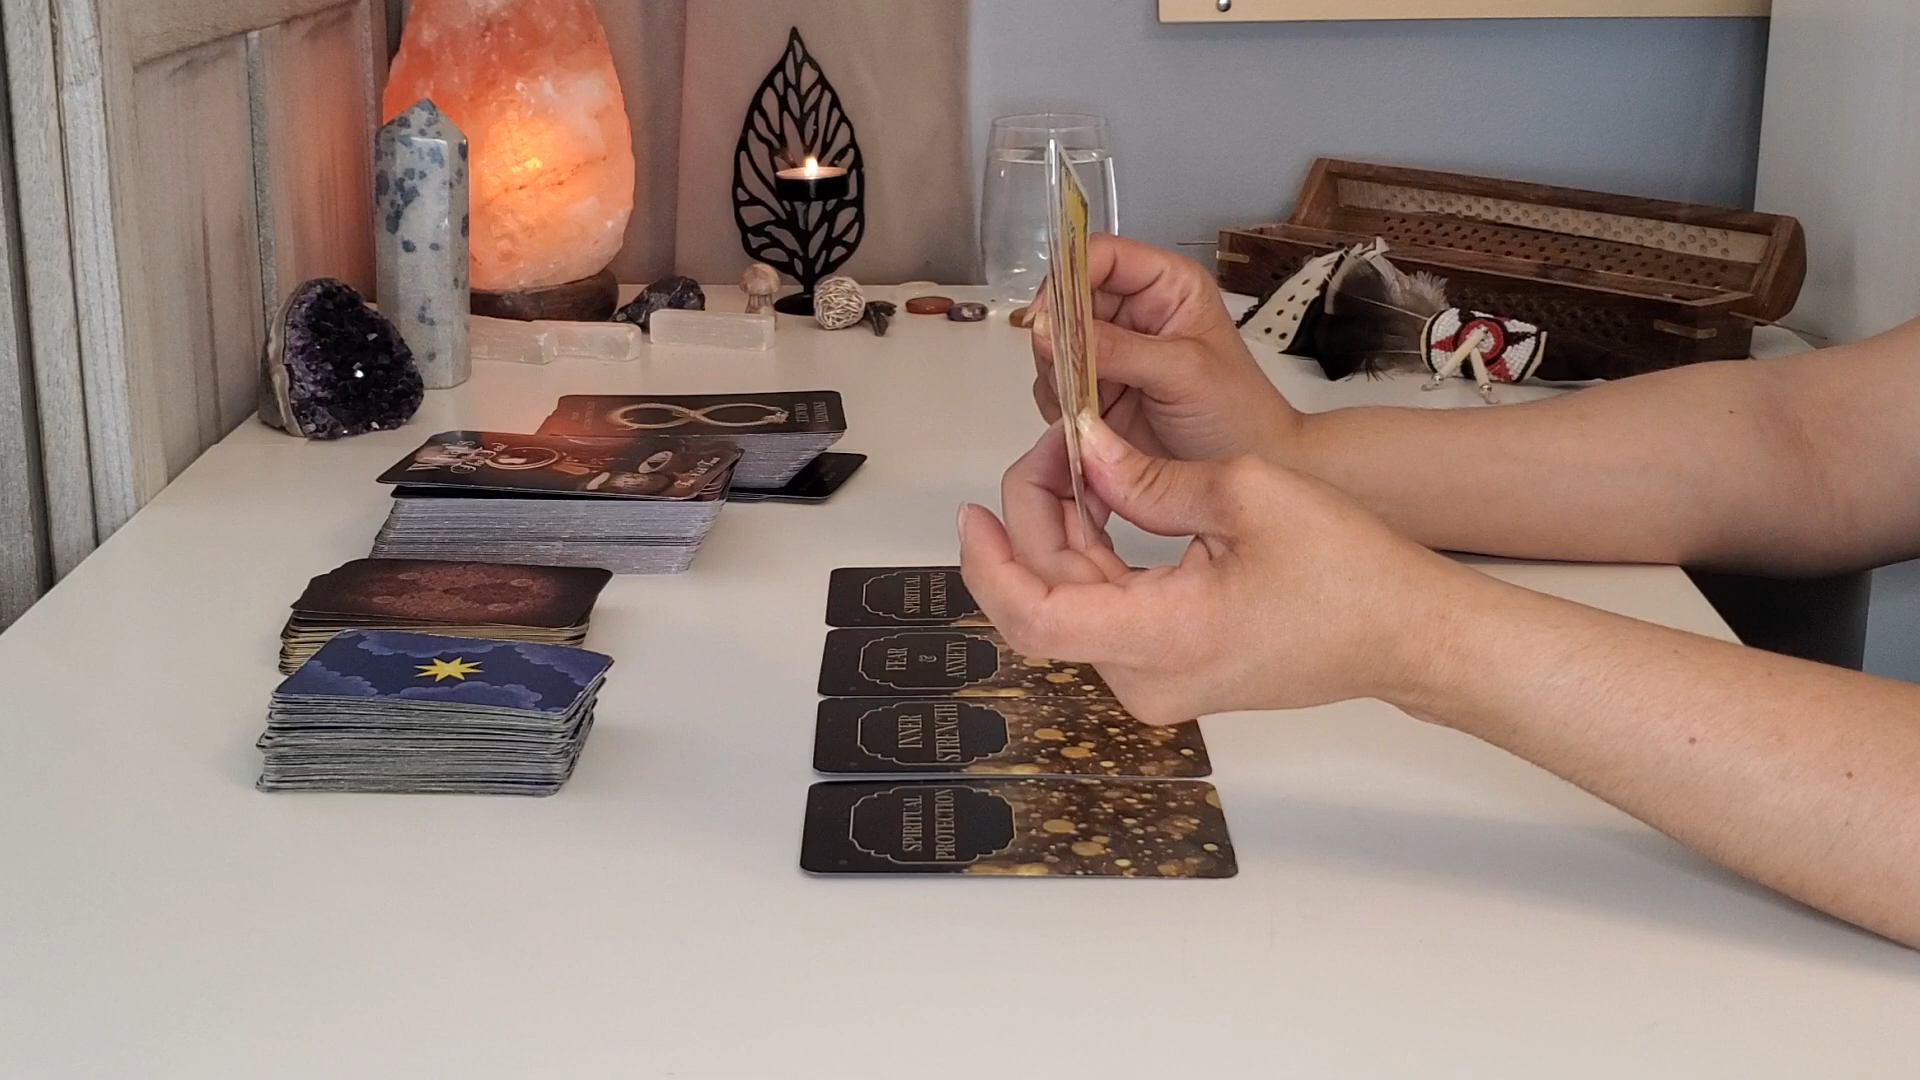 SPIRITUAL
AWAKENING
FEAR
&
ANXIETY
INNER
STRENGTH
SPIRITUAL
PROTECTION